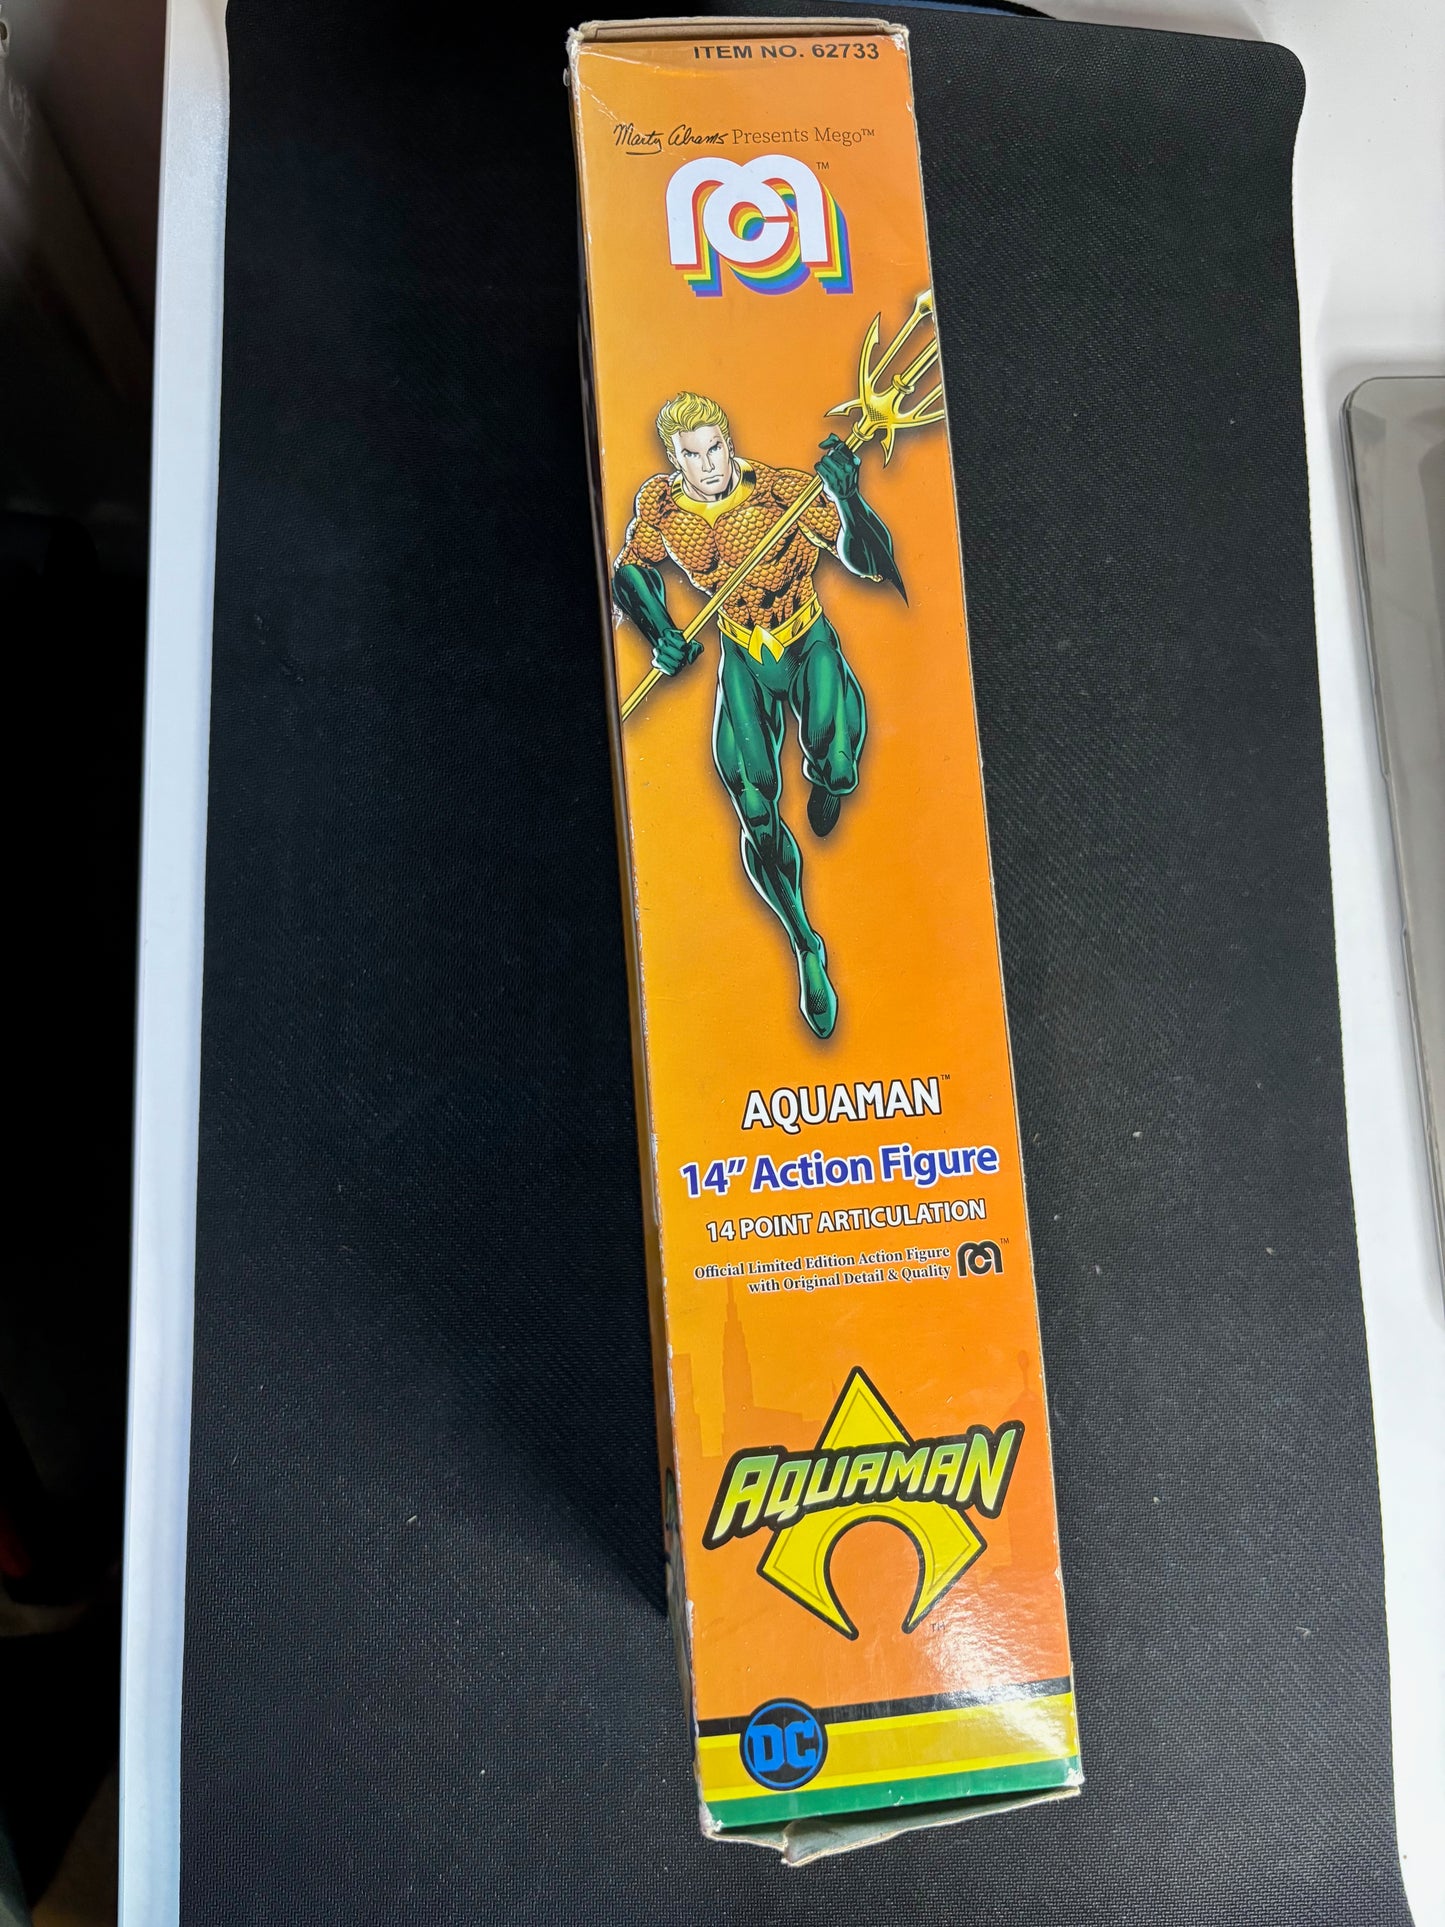 ITEM NO. 62733
Marty Abrams Presents Mego™
TM
AQUAMAN™
14” Action Figure
14 POINT ARTICULATION
Official Limited Edition Action Figure
with Original Detail & Quality
TM
AQUAMAN
TM
DC